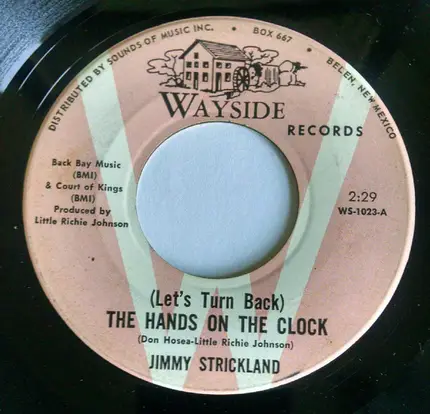 DISTRIBUTED BY SOUNDS OF MUSIC INC. • BOX 667 • BELEN, NEW MEXICO
WAYSIDE
RECORDS
Back Bay Music
(BMI)
& Court of Kings
(BMI)
Produced by
Little Richie Johnson
2:29
WS-1023-A
(Let's Turn Back)
THE HANDS ON THE CLOCK
(Don Hosea-Little Richie Johnson)
JIMMY STRICKLAND